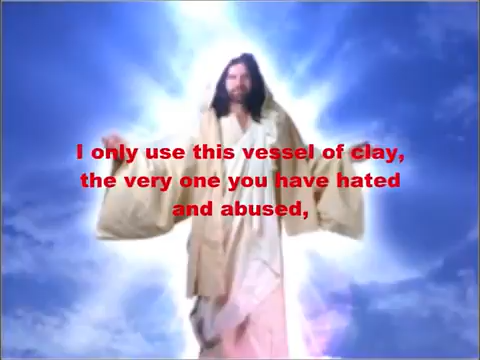 I only use this vessel of clay,
the very one you have hated
and abused,